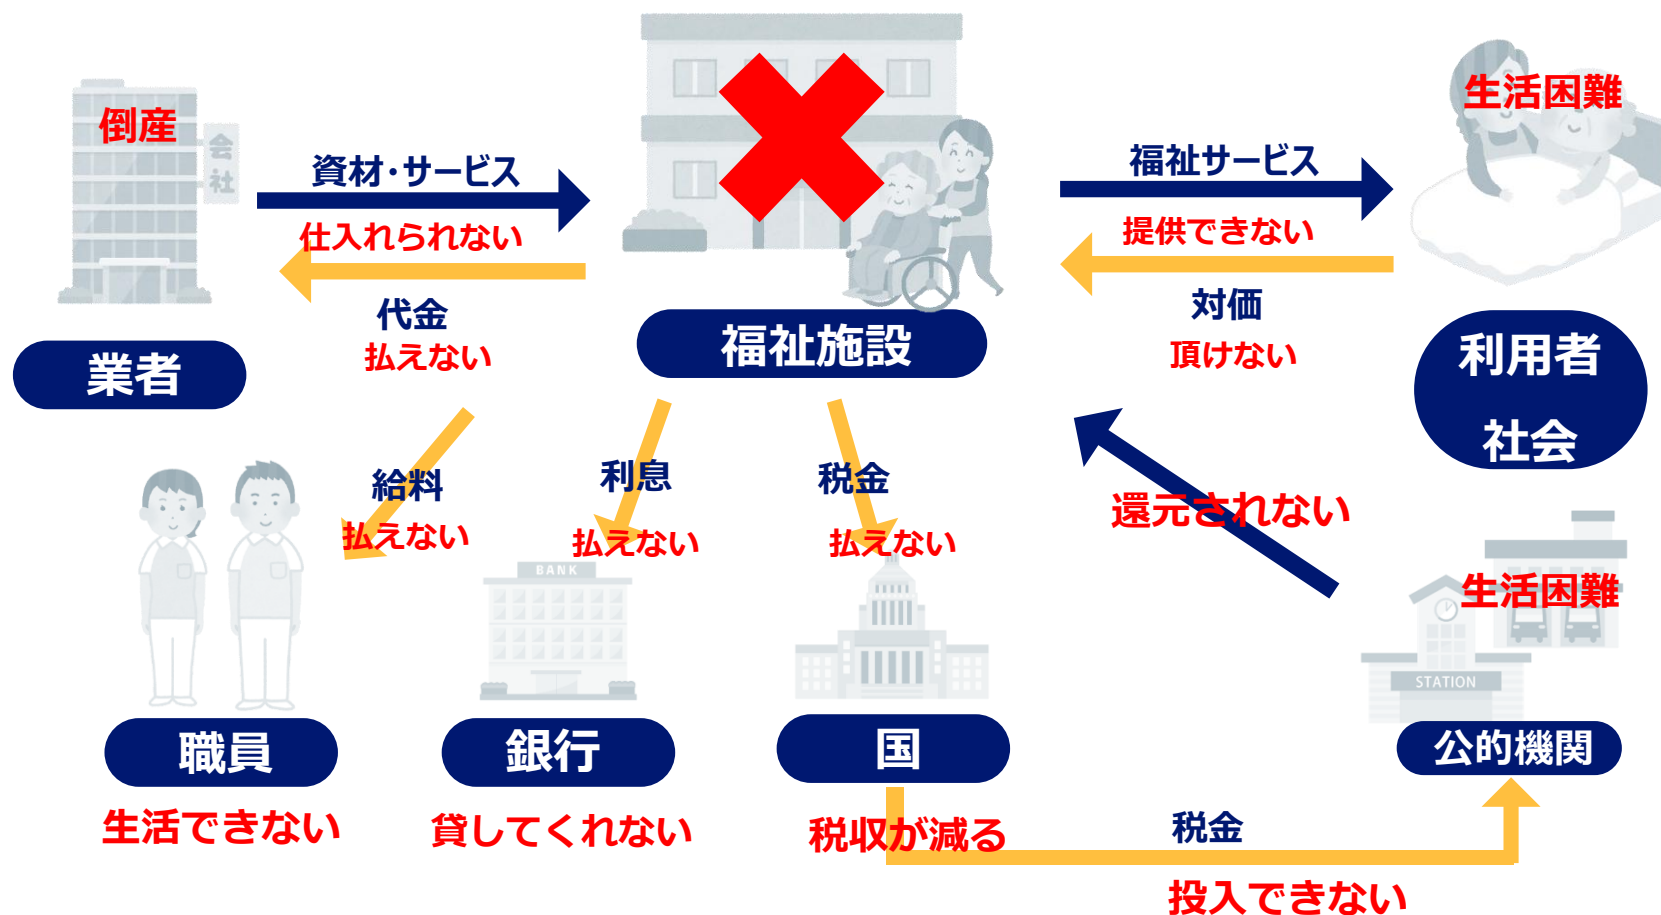 倒産
会社
資材・サービス
仕入れられない
代金
払えない
業者
福祉施設
福祉サービス
提供できない
対価
頂けない
生活困難
利用者
社会
給料
払えない
利息
払えない
税金
払えない
還元されない
生活困難
BANK
STATION
職員
生活できない
銀行
貸してくれない
国
税収が減る
公的機関
税金
投入できない